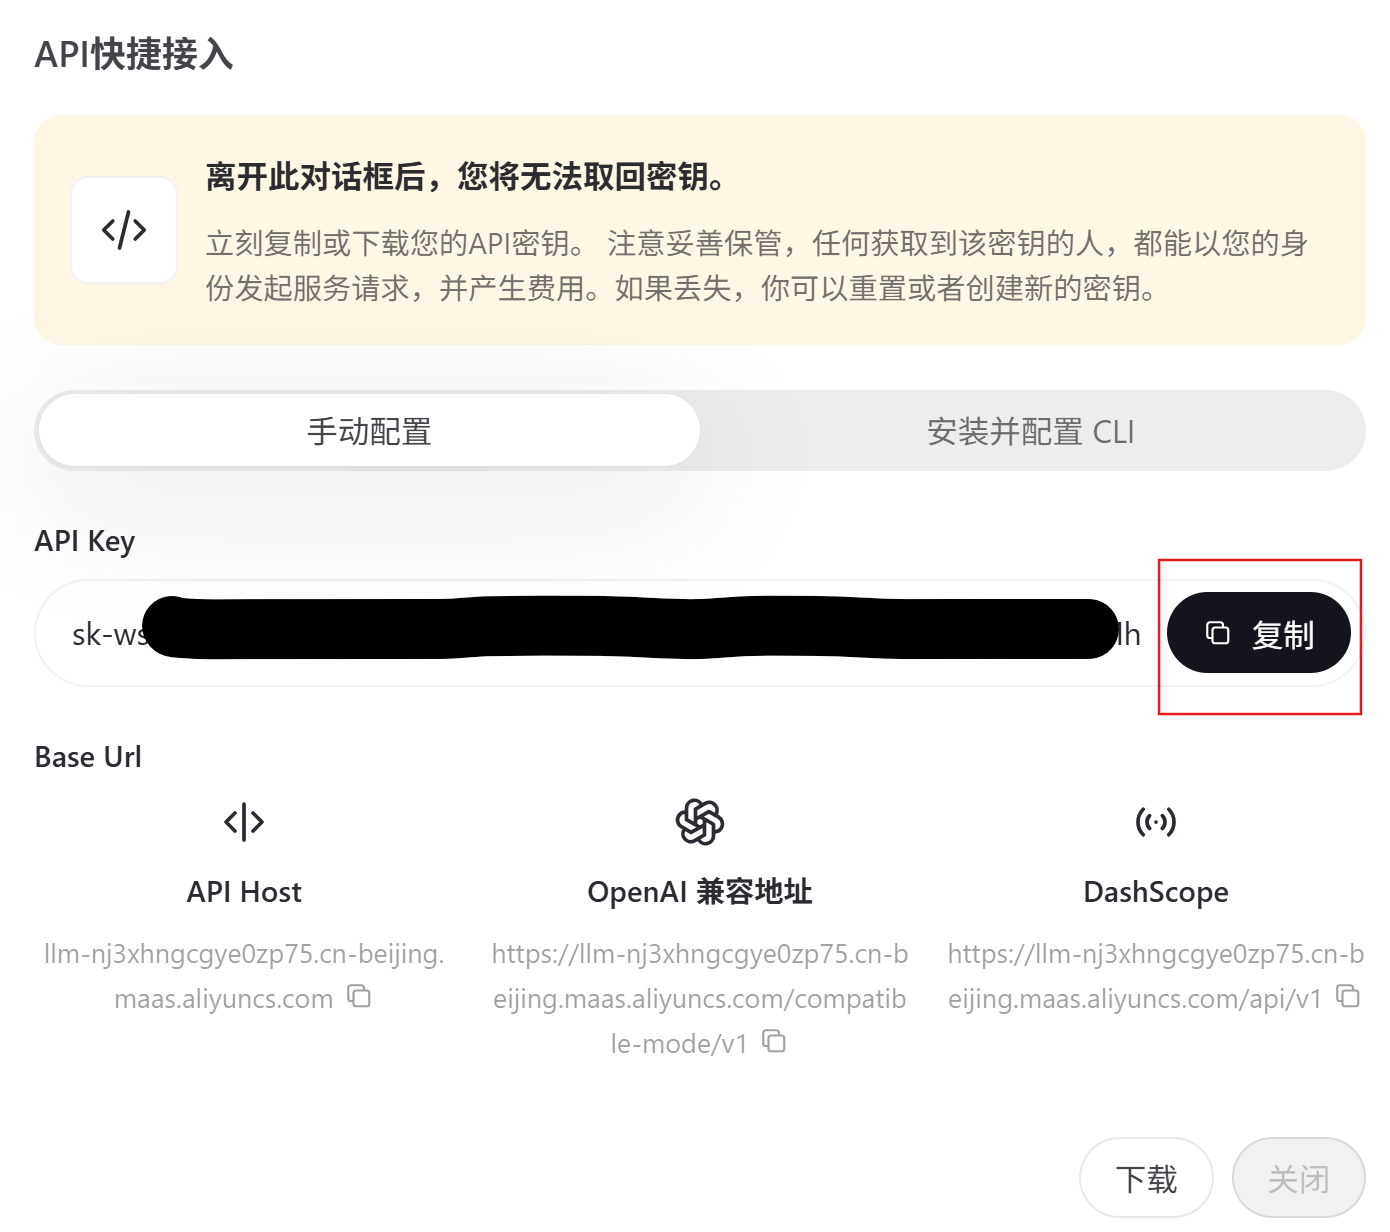 API快捷接入
离开此对话框后，您将无法取回密钥。
立刻复制或下载您的API密钥。 注意妥善保管，任何获取到该密钥的人，都能以您的身
份发起服务请求，并产生费用。如果丢失，你可以重置或者创建新的密钥。
手动配置
安装并配置 CLI
API Key
sk-ws
lh
复制
Base Url
API Host
llm-nj3xhngcgye0zp75.cn-beijing.
maas.aliyuncs.com
OpenAI 兼容地址
https://llm-nj3xhngcgye0zp75.cn-b
eijing.maas.aliyuncs.com/compatib
le-mode/v1
DashScope
https://llm-nj3xhngcgye0zp75.cn-b
eijing.maas.aliyuncs.com/api/v1
下载
关闭